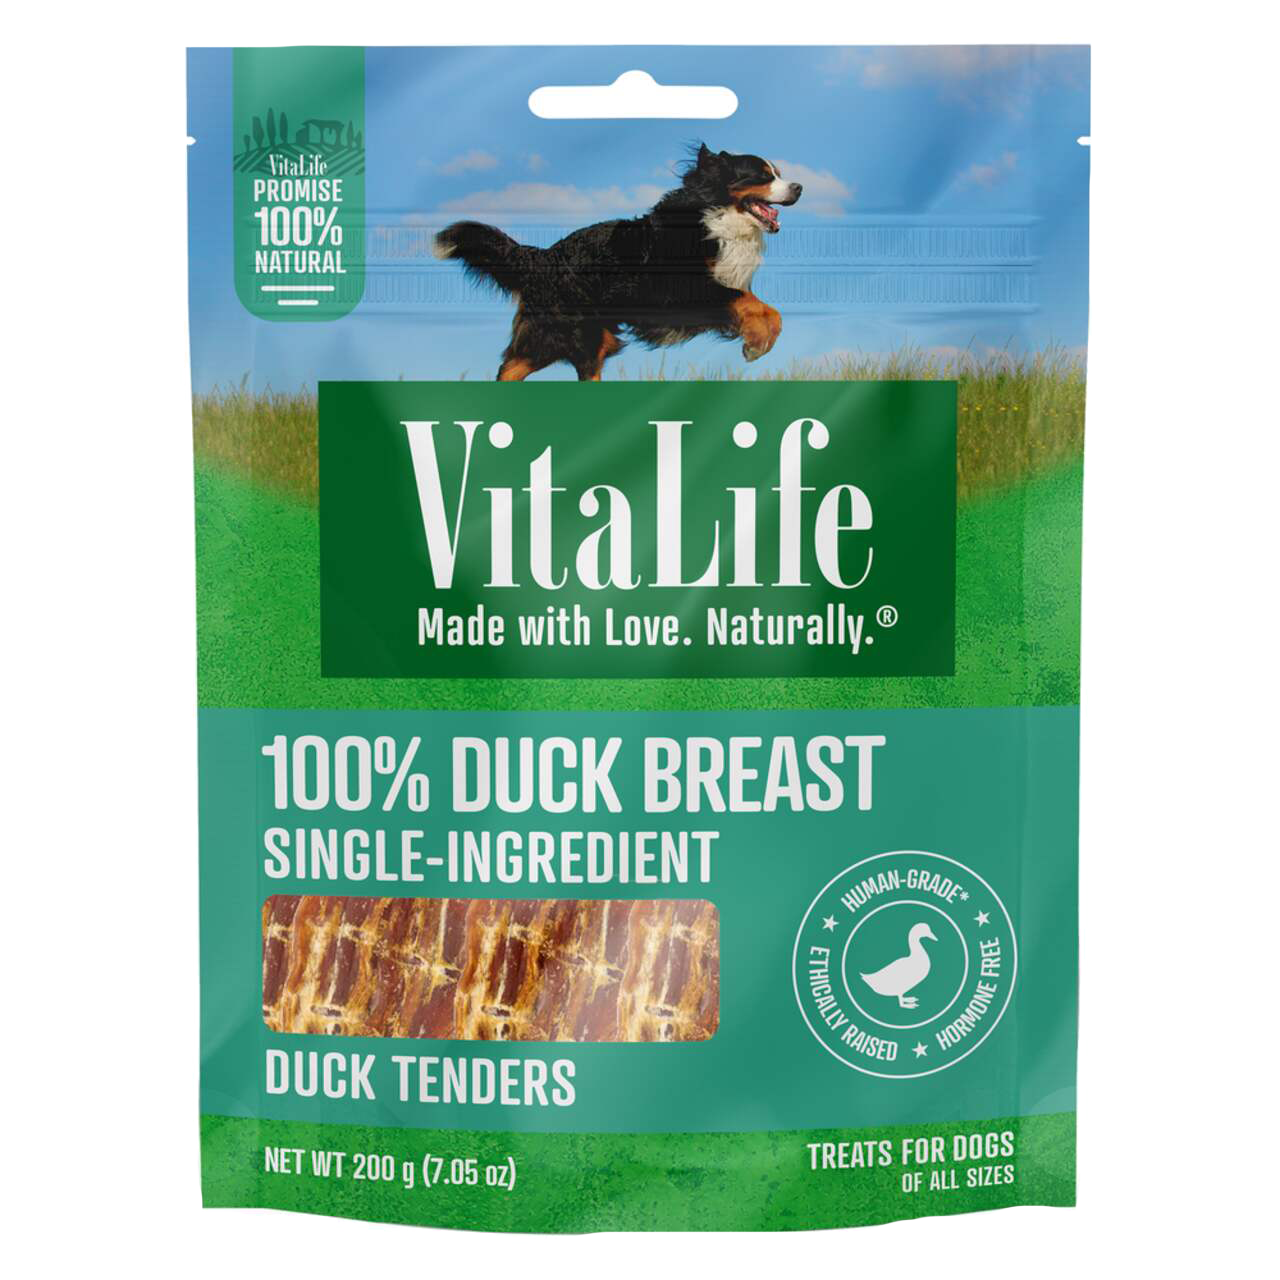 VitaLife
PROMISE
100%
NATURAL
VitaLife
Made with Love. Naturally.®
100% DUCK BREAST
SINGLE-INGREDIENT
DUCK TENDERS
HUMAN-GRADE*
ETHICALLY RAISED
HORMONE FREE
NET WT 200 g (7.05 oz)
TREATS FOR DOGS
OF ALL SIZES